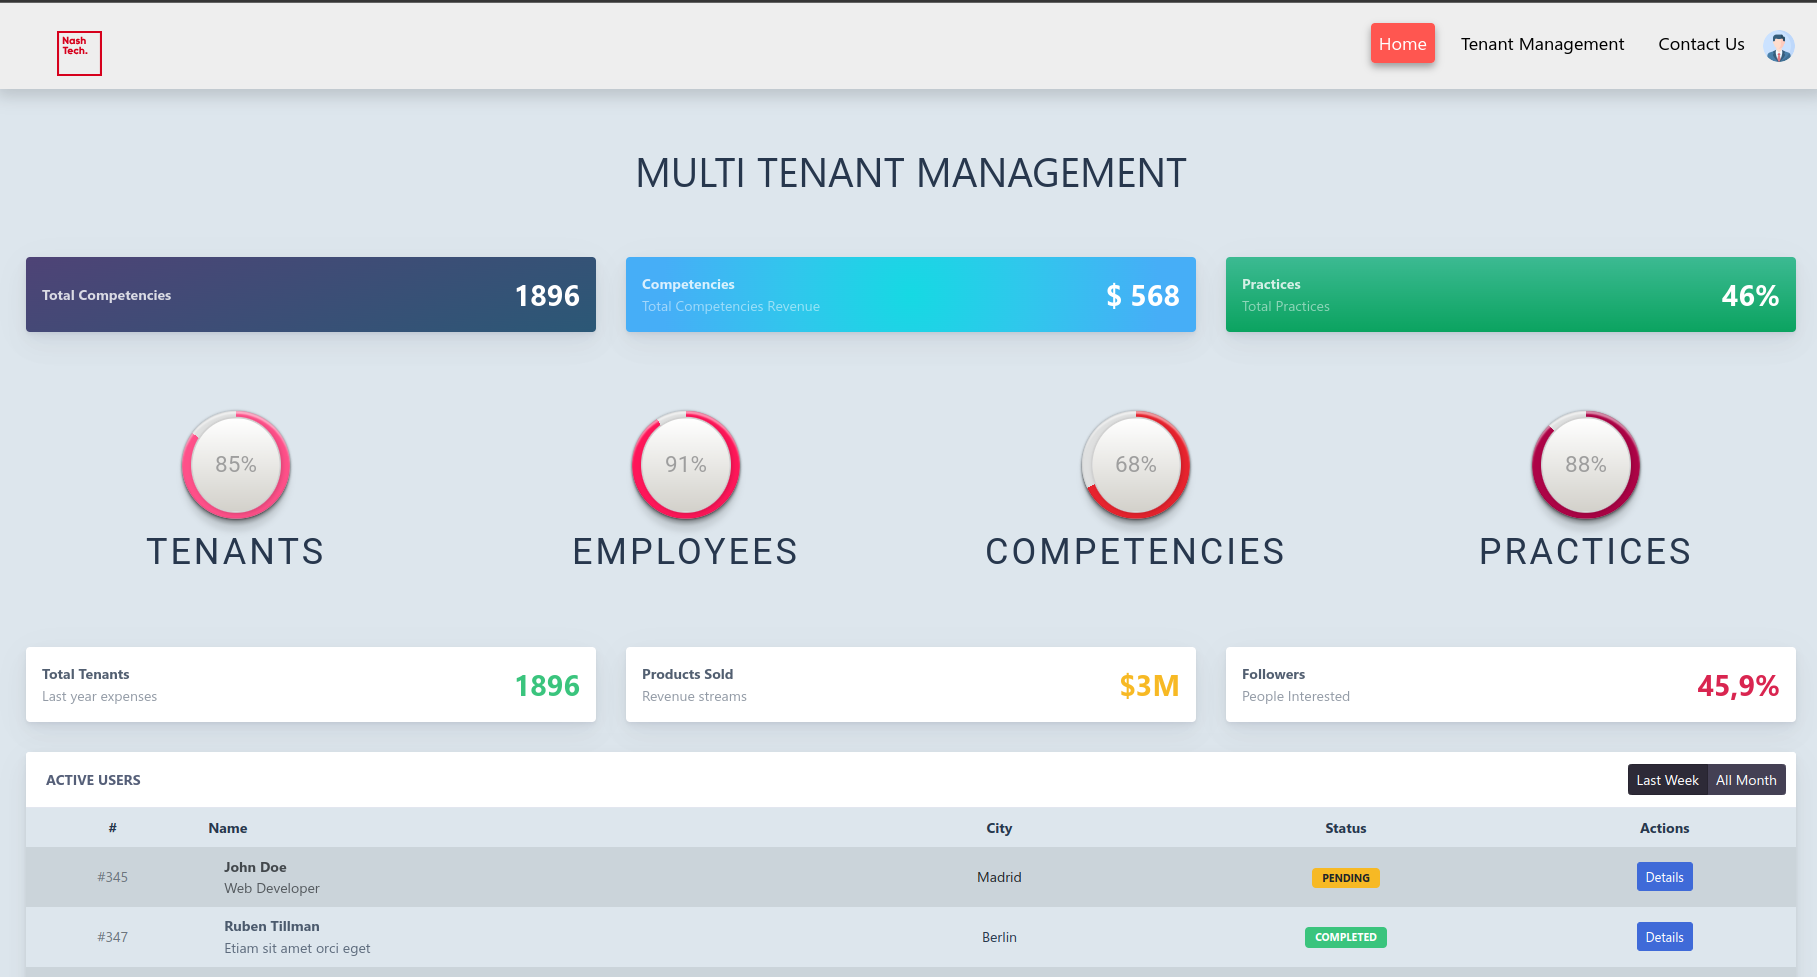 Nash
Tech.
Home
Tenant Management
Contact Us
MULTI TENANT MANAGEMENT
Total Competencies
1896
Competencies
Total Competencies Revenue
$ 568
Practices
Total Practices
46%
85%
91%
68%
88%
TENANTS
EMPLOYEES
COMPETENCIES
PRACTICES
Total Tenants
Last year expenses
1896
Products Sold
Revenue streams
$3M
Followers
People Interested
45,9%
ACTIVE USERS
Last Week
All Month
# Name City Status Actions
#345
John Doe
Web Developer
Madrid
PENDING
Details
#347
Ruben Tillman
Etiam sit amet orci eget
Berlin
COMPLETED
Details